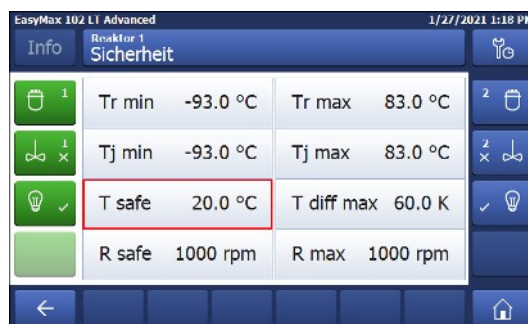 EasyMax 102 LT Advanced 1/27/2021 1:18 PM
Info
Reaktor 1
Sicherheit
1 Tr min -93.0 °C Tr max 83.0 °C 2
1 Tj min -93.0 °C Tj max 83.0 °C 2
T safe 20.0 °C T diff max 60.0 K
R safe 1000 rpm R max 1000 rpm